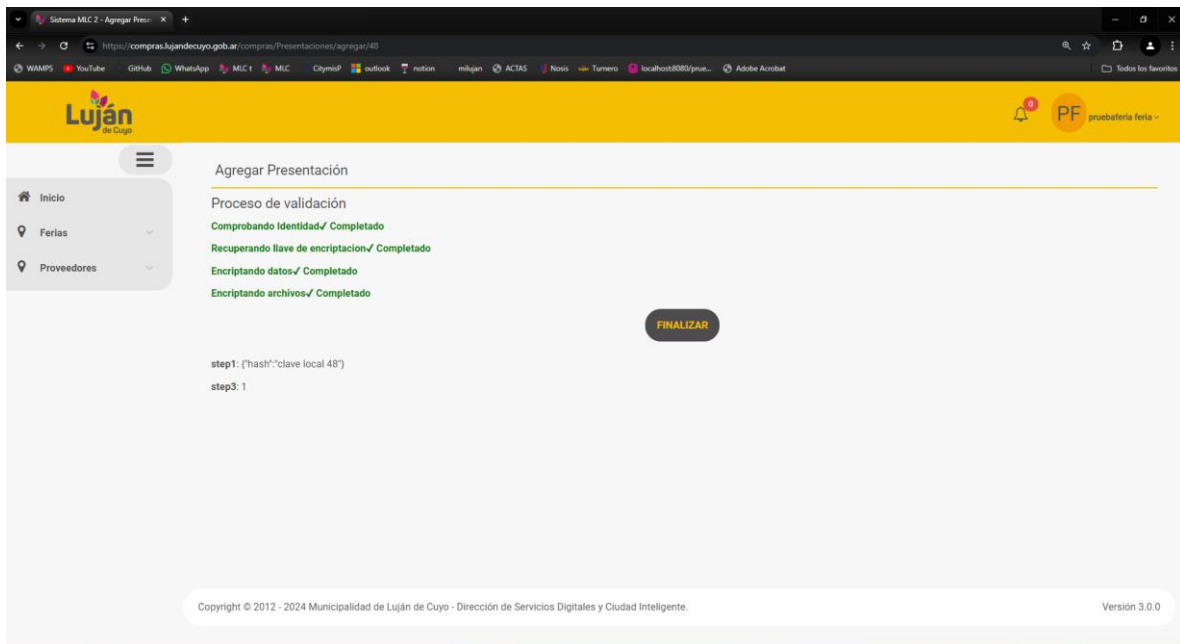 Sistema MLC 2 - Agregar Prese
https://compras.lujandecuyo.gob.ar/compras/Presentaciones/agregar/48
WAMPS YouTube GitHub WhatsApp MLC t MLC CitymisP outlook notion milujan ACTAS Nosis Turnero localhost8080/prue... Adobe Acrobat Todos los favoritos
Luján
de Cuyo
0
PF pruebaferia feria
Agregar Presentación
Inicio
Ferias
Proveedores
Proceso de validación
Comprobando Identidad✓ Completado
Recuperando llave de encriptacion✓ Completado
Encriptando datos✓ Completado
Encriptando archivos✓ Completado
FINALIZAR
step1: {"hash":"clave local 48"}
step3: 1
Copyright © 2012 - 2024 Municipalidad de Luján de Cuyo - Dirección de Servicios Digitales y Ciudad Inteligente.
Versión 3.0.0